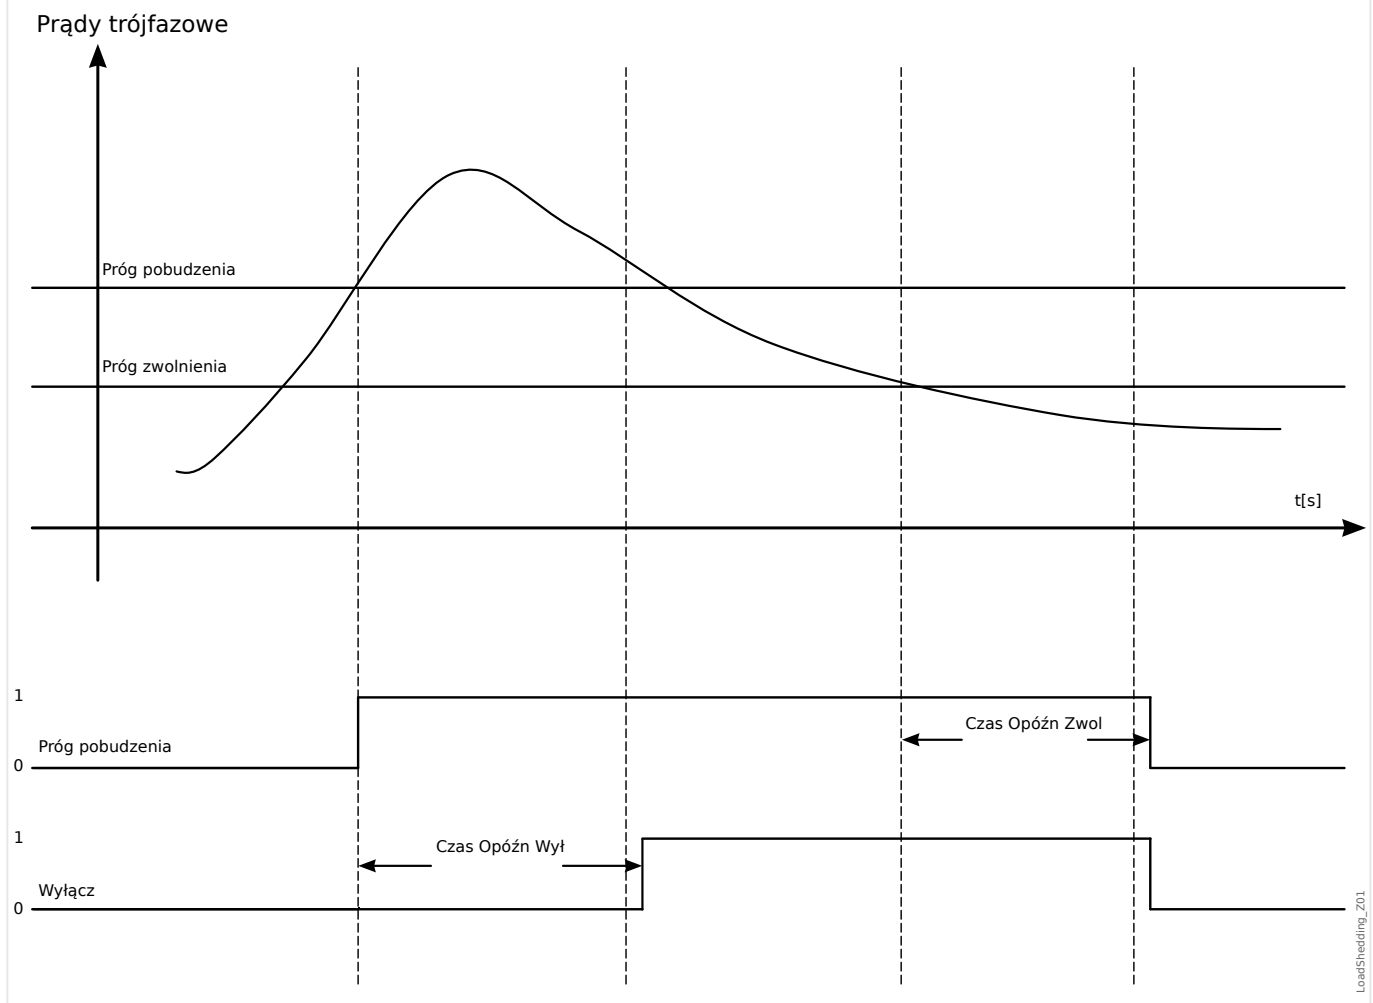 Prądy trójfazowe
Próg pobudzenia
Próg zwolnienia
t[s]
1
Czas Opóźn Zwol
Próg pobudzenia
0
1
Czas Opóźn Wył
Wyłącz
0
LoadShedding_Z01